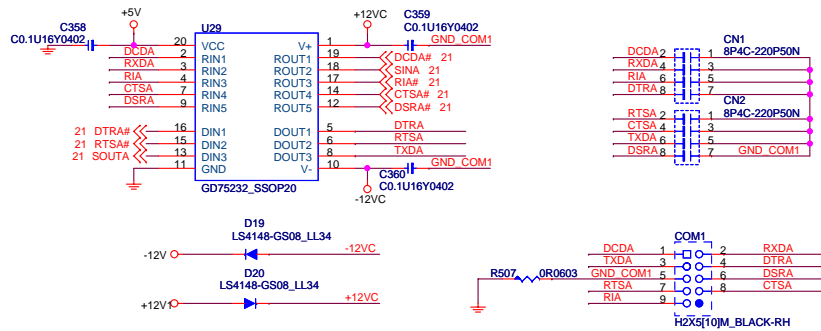 +5V
C358
C0.1U16Y0402
U29
+12VC
C359
C0.1U16Y0402
GND_COM1
20 VCC V+ 1
DCDA 2 RIN1 ROUT1 19 DCDA# 21
RXDA 3 RIN2 ROUT2 18 SINA 21
RIA 4 RIN3 ROUT3 17 RIA# 21
CTSA 7 RIN4 ROUT4 14 CTSA# 21
DSRA 9 RIN5 ROUT5 12 DSRA# 21
21 DTRA# 16 DIN1 DOUT1 5 DTRA
21 RTSA# 15 DIN2 DOUT2 6 RTSA
21 SOUTA 13 DIN3 DOUT3 8 TXDA
11 GND V- 10 GND_COM1
C360
C0.1U16Y0402
-12VC
GD75232_SSOP20
CN1
8P4C-220P50N
DCDA 2 1
RXDA 4 3
RIA 6 5
DTRA 8 7
CN2
8P4C-220P50N
RTSA 2 1
CTSA 4 3
TXDA 6 5
DSRA 8 7 GND_COM1
D19
LS4148-GS08_LL34
-12V -12VC
D20
LS4148-GS08_LL34
+12V1 +12VC
COM1
DCDA 1 2 RXDA
TXDA 3 4 DTRA
R507 0R0603 GND_COM1 5 6 DSRA
RTSA 7 8 CTSA
RIA 9
H2X5[10]M_BLACK-RH